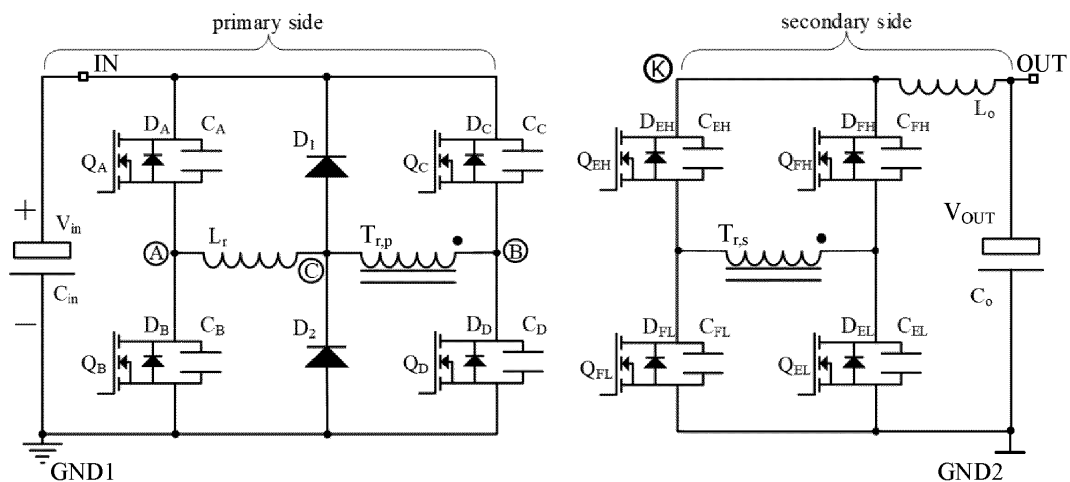 primary side
secondary side
IN
K
OUT
D_A C_A
D_1
D_C C_C
D_EH C_EH
D_FH C_FH
L_o
Q_A
Q_C
Q_EH
Q_FH
+
V_in
A
L_r
C
T_r,p
B
T_r,s
V_OUT
C_in
C_o
−
D_B C_B
D_2
D_D C_D
D_FL C_FL
D_EL C_EL
Q_B
Q_D
Q_FL
Q_EL
GND1
GND2